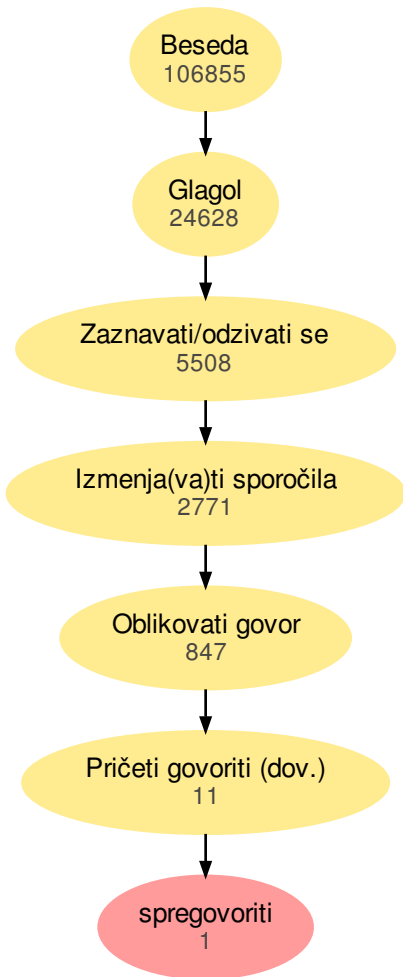 Beseda
106855
Glagol
24628
Zaznavati/odzivati se
5508
Izmenja(va)ti sporočila
2771
Oblikovati govor
847
Pričeti govoriti (dov.)
11
spregovoriti
1